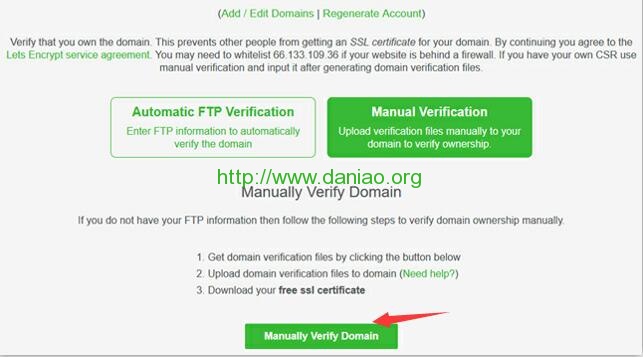 (Add / Edit Domains | Regenerate Account)
Verify that you own the domain. This prevents other people from getting an SSL certificate for your domain. By continuing you agree to the
Lets Encrypt service agreement. You may need to whitelist 66.133.109.36 if your website is behind a firewall. If you have your own CSR use
manual verification and input it after generating domain verification files.
Automatic FTP Verification
Enter FTP information to automatically
verify the domain
Manual Verification
Upload verification files manually to your
domain to verify ownership.
http://www.daniao.org
Manually Verify Domain
If you do not have your FTP information then follow the following steps to verify domain ownership manually.
1. Get domain verification files by clicking the button below
2. Upload domain verification files to domain (Need help?)
3. Download your free ssl certificate
Manually Verify Domain